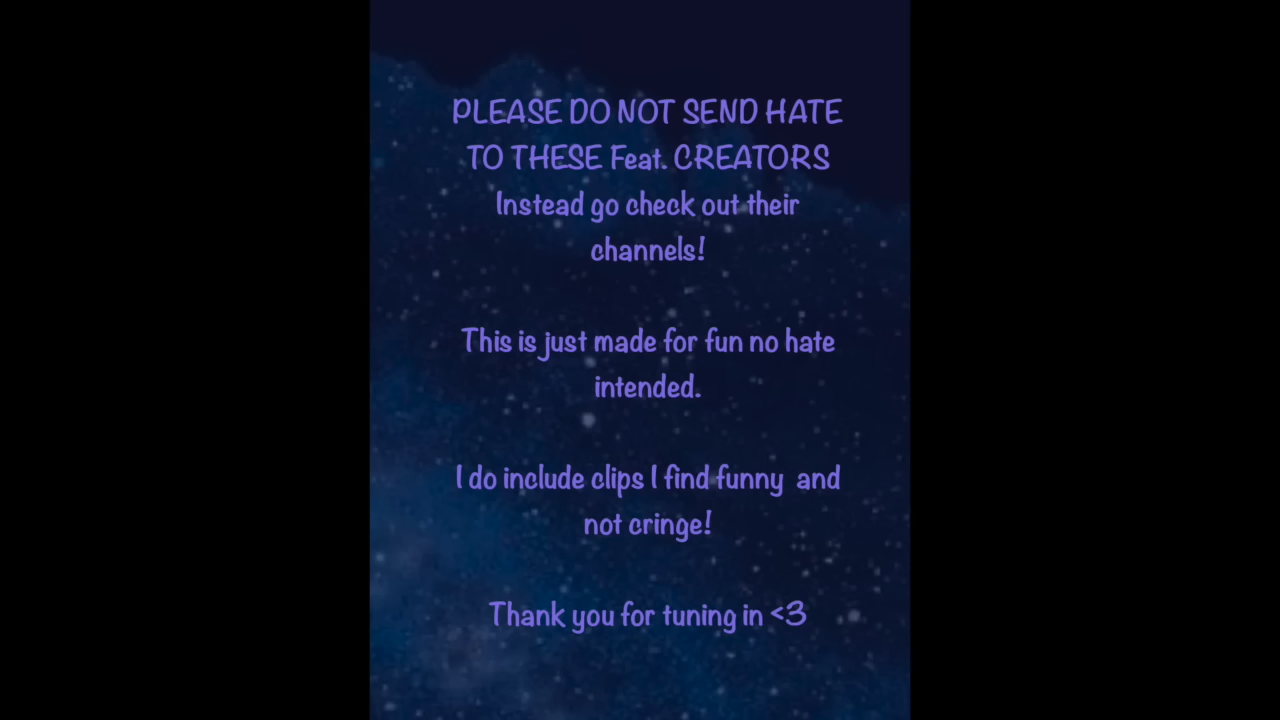 PLEASE DO NOT SEND HATE
TO THESE Feat. CREATORS
Instead go check out their
channels!
This is just made for fun no hate
intended.
I do include clips I find funny  and
not cringe!
Thank you for tuning in <3